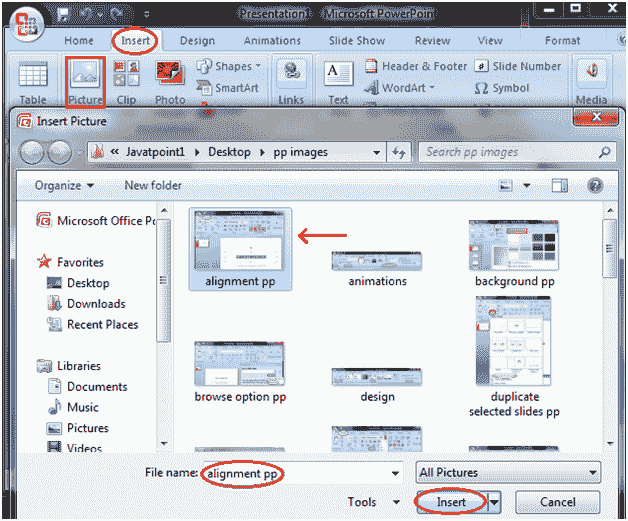 Presentation1 Microsoft PowerPoin
Home Insert Design Animations Slide Show Review View Format
Shapes Header & Footer # Slide Number
SmartArt WordArt Ω Symbol
Table Picture Clip Photo Links Text Media
Insert Picture
« Javatpoint1 Desktop pp images Search pp images
Organize New folder
Microsoft Office Po
Favorites
Desktop
Downloads
Recent Places
Libraries
Documents
Music
Pictures
Videos
alignment pp animations background pp
browse option pp design duplicate
selected slides pp
File name: alignment pp All Pictures
Tools Insert Cancel